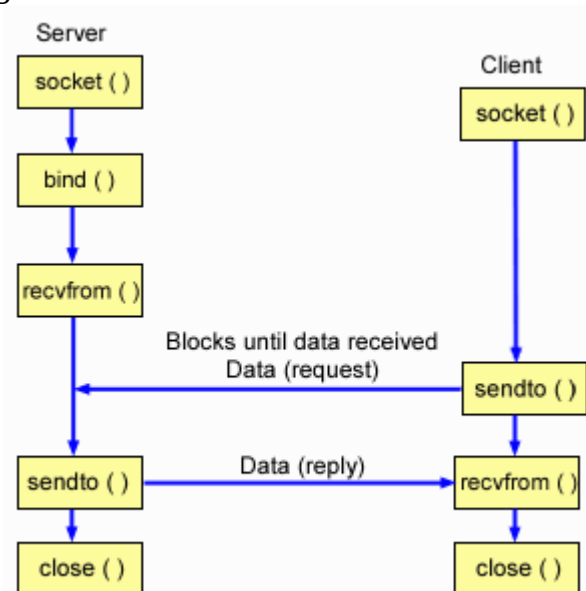 Server
socket ( )
Client
socket ( )
bind ( )
recvfrom ( )
Blocks until data received
Data (request)
sendto ( )
sendto ( )
Data (reply)
recvfrom ( )
close ( )
close ( )